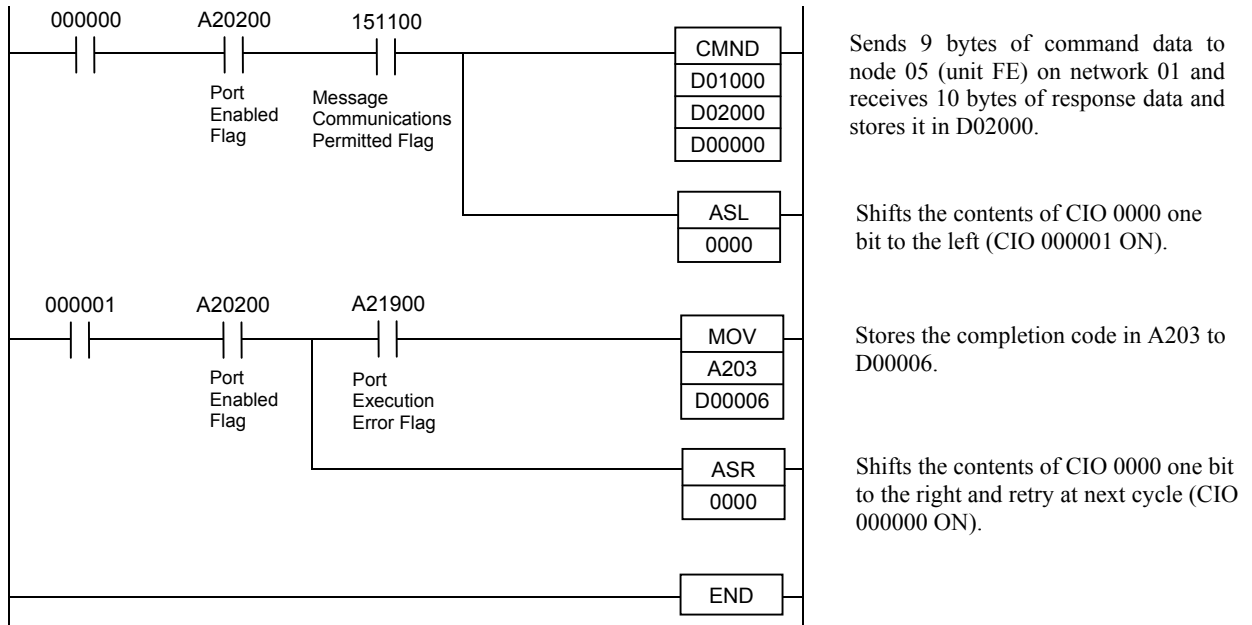 000000 A20200 151100
Port
Enabled
Flag
Message
Communications
Permitted Flag
CMND
D01000
D02000
D00000
Sends 9 bytes of command data to
node 05 (unit FE) on network 01 and
receives 10 bytes of response data and
stores it in D02000.
ASL
0000
Shifts the contents of CIO 0000 one
bit to the left (CIO 000001 ON).
000001 A20200 A21900
Port
Enabled
Flag
Port
Execution
Error Flag
MOV
A203
D00006
Stores the completion code in A203 to
D00006.
ASR
0000
Shifts the contents of CIO 0000 one bit
to the right and retry at next cycle (CIO
000000 ON).
END